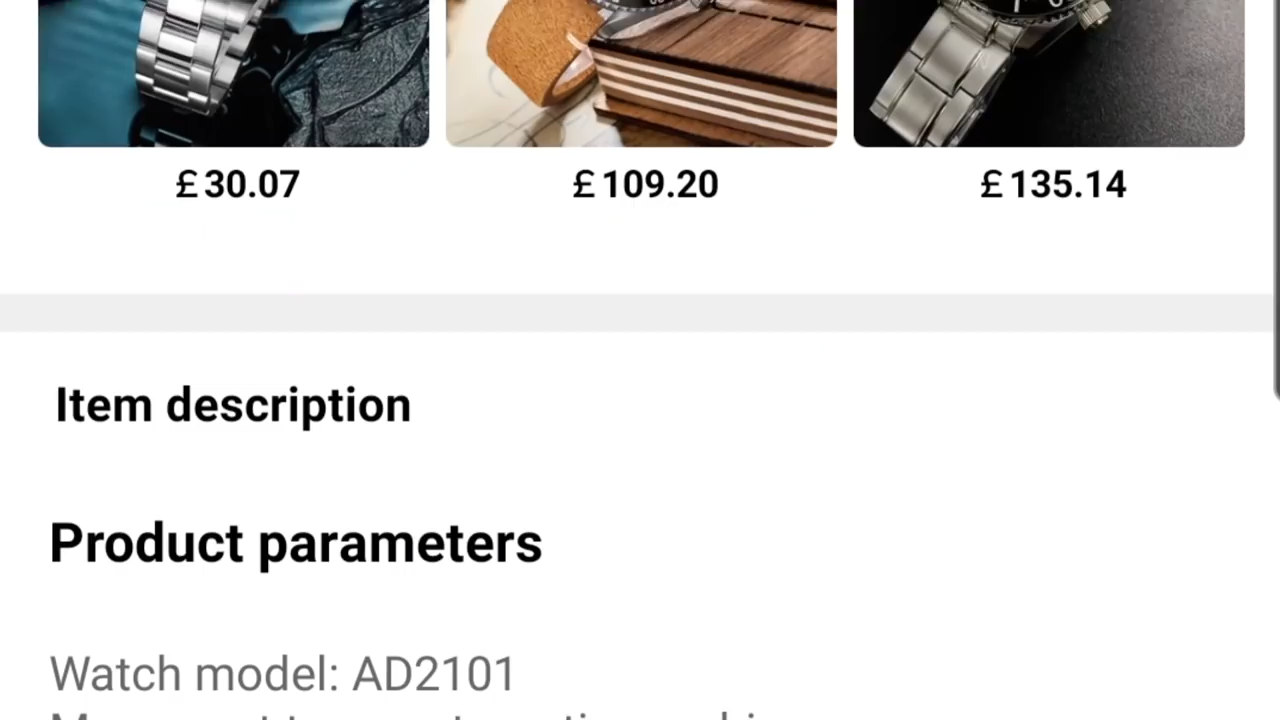 £30.07
£109.20
£135.14
Item description
Product parameters
Watch model: AD2101